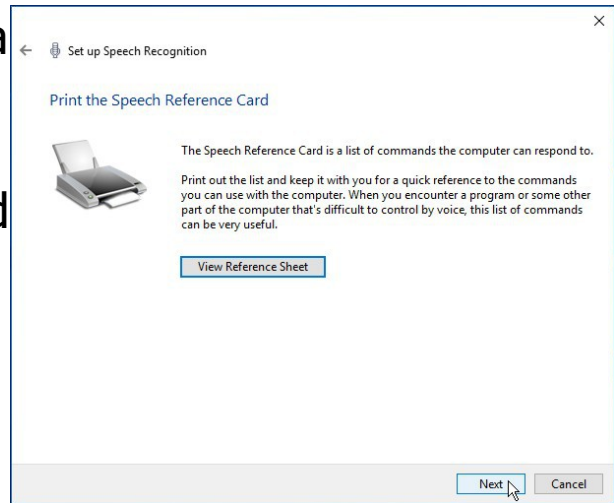 a
d
Set up Speech Recognition
Print the Speech Reference Card
The Speech Reference Card is a list of commands the computer can respond to.
Print out the list and keep it with you for a quick reference to the commands
you can use with the computer. When you encounter a program or some other
part of the computer that's difficult to control by voice, this list of commands
can be very useful.
View Reference Sheet
Next Cancel